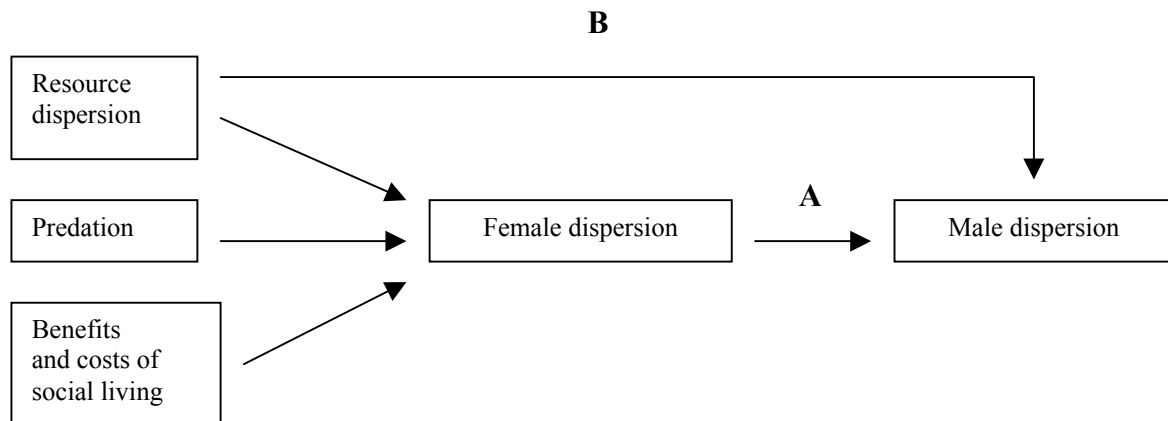 B
Resource
dispersion
A
Predation
Female dispersion
Male dispersion
Benefits
and costs of
social living